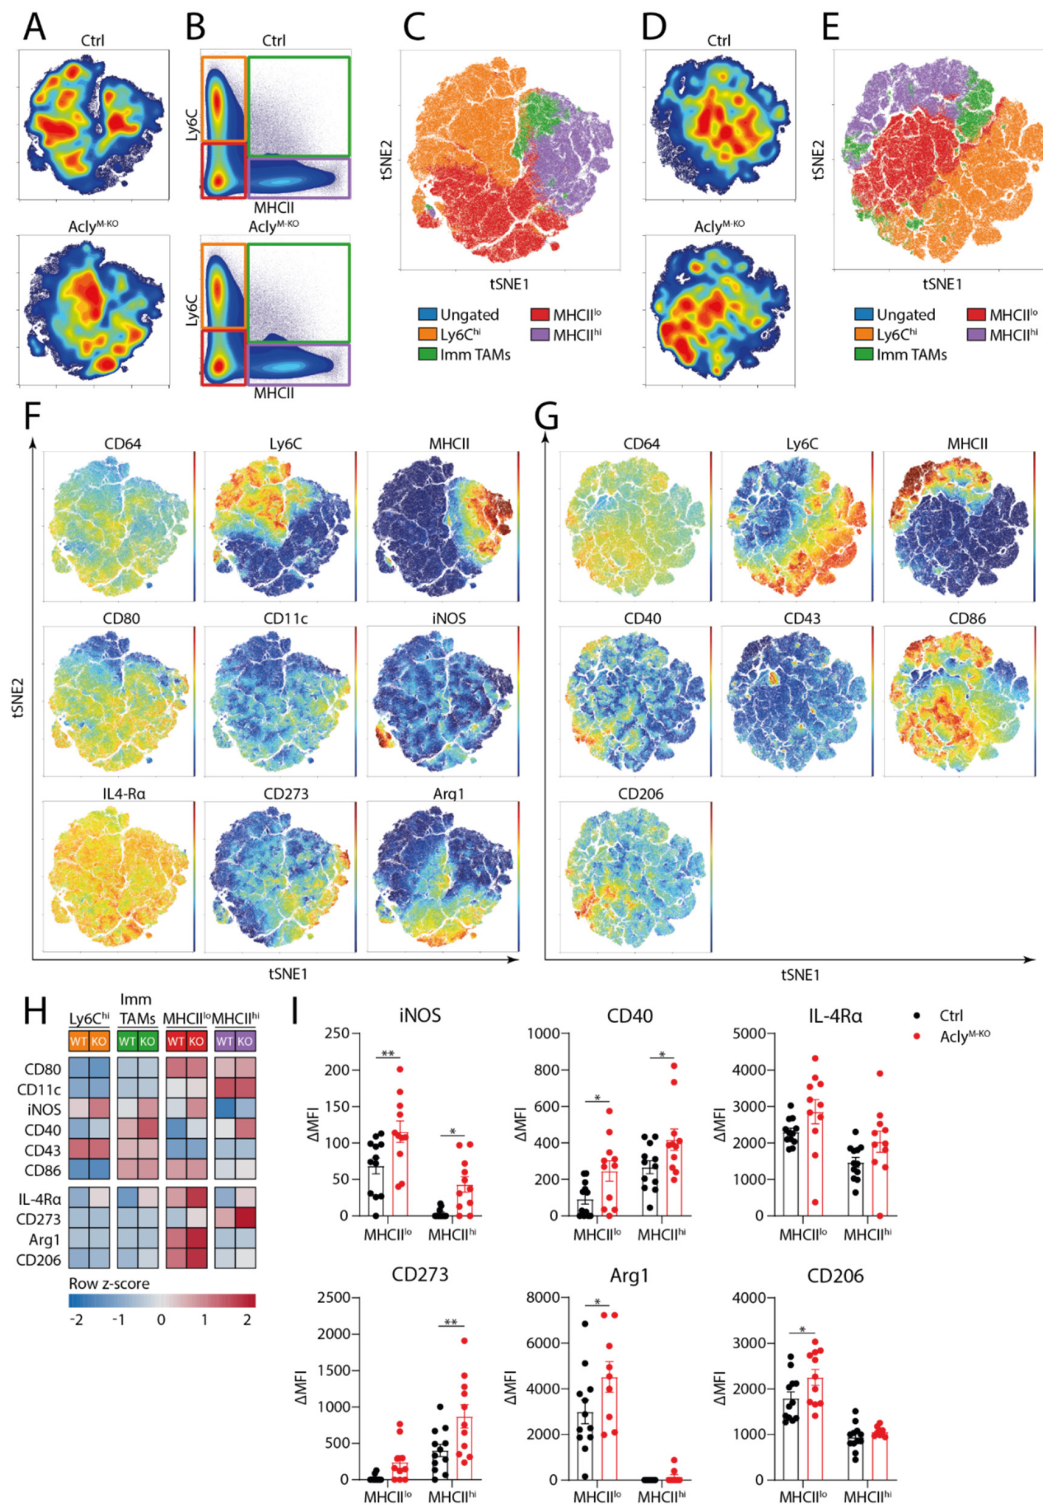 A B C D E
Ctrl Ctrl Ctrl
Ly6C
MHCII
tSNE2
tSNE1
tSNE2
tSNE1
Acly^M-KO Acly^M-KO Acly^M-KO
Ly6C
MHCII
Ungated MHCII^lo
Ly6C^hi MHCII^hi
Imm TAMs
Ungated MHCII^lo
Ly6C^hi MHCII^hi
Imm TAMs
F G
CD64 Ly6C MHCII
CD80 CD11c iNOS
IL4-Rα CD273 Arg1
tSNE2
tSNE1
CD64 Ly6C MHCII
CD40 CD43 CD86
CD206
tSNE1
H
Ly6C^hi Imm TAMs MHCII^lo MHCII^hi
WT KO WT KO WT KO WT KO
CD80
CD11c
iNOS
CD40
CD43
CD86
IL-4Rα
CD273
Arg1
CD206
Row z-score
-2 -1 0 1 2
I
iNOS CD40 IL-4Rα
Ctrl
Acly^M-KO
ΔMFI
250
200
150
100
50
0
** *
MHCII^lo MHCII^hi
ΔMFI
1000
800
600
400
200
0
* *
MHCII^lo MHCII^hi
ΔMFI
5000
4000
3000
2000
1000
0
MHCII^lo MHCII^hi
CD273 Arg1 CD206
ΔMFI
2500
2000
1500
1000
500
0
**
MHCII^lo MHCII^hi
ΔMFI
8000
6000
4000
2000
0
*
MHCII^lo MHCII^hi
ΔMFI
4000
3000
2000
1000
0
*
MHCII^lo MHCII^hi